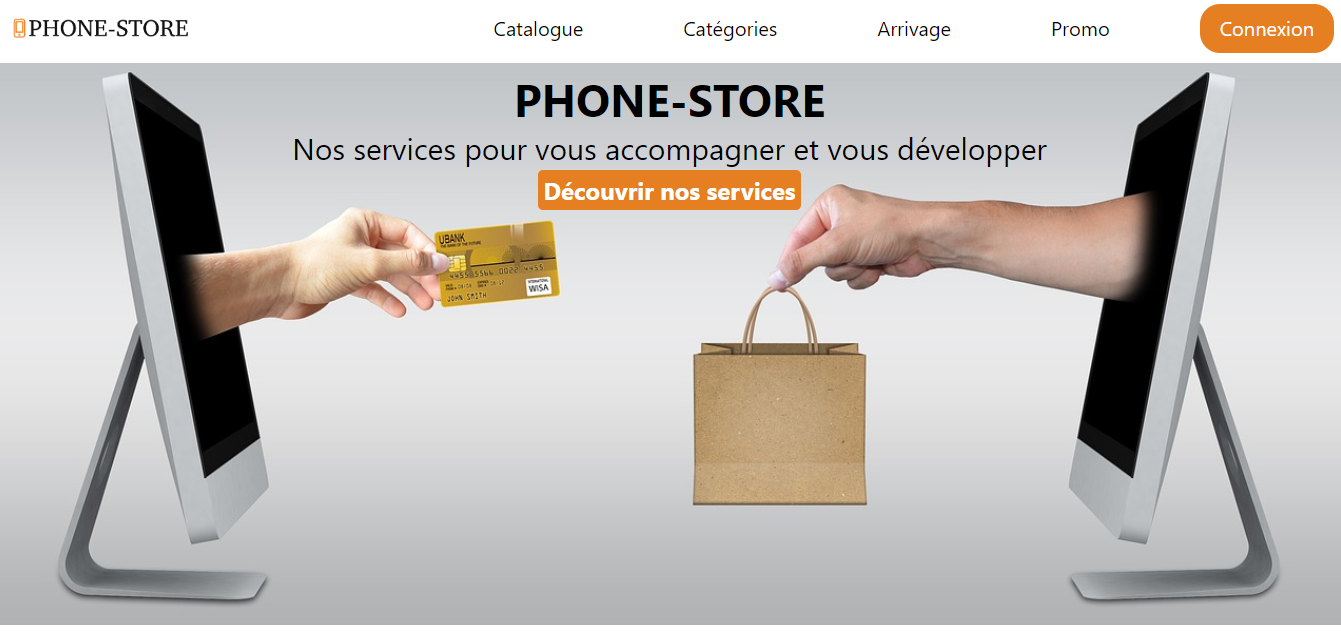 PHONE-STORE
Catalogue
Catégories
Arrivage
Promo
Connexion
PHONE-STORE
Nos services pour vous accompagner et vous développer
Découvrir nos services
UBANK
THE BANK OF THE FUTURE
4455 5566 0022 4455
INTERNATIONAL
WISA
JOHN SMITH